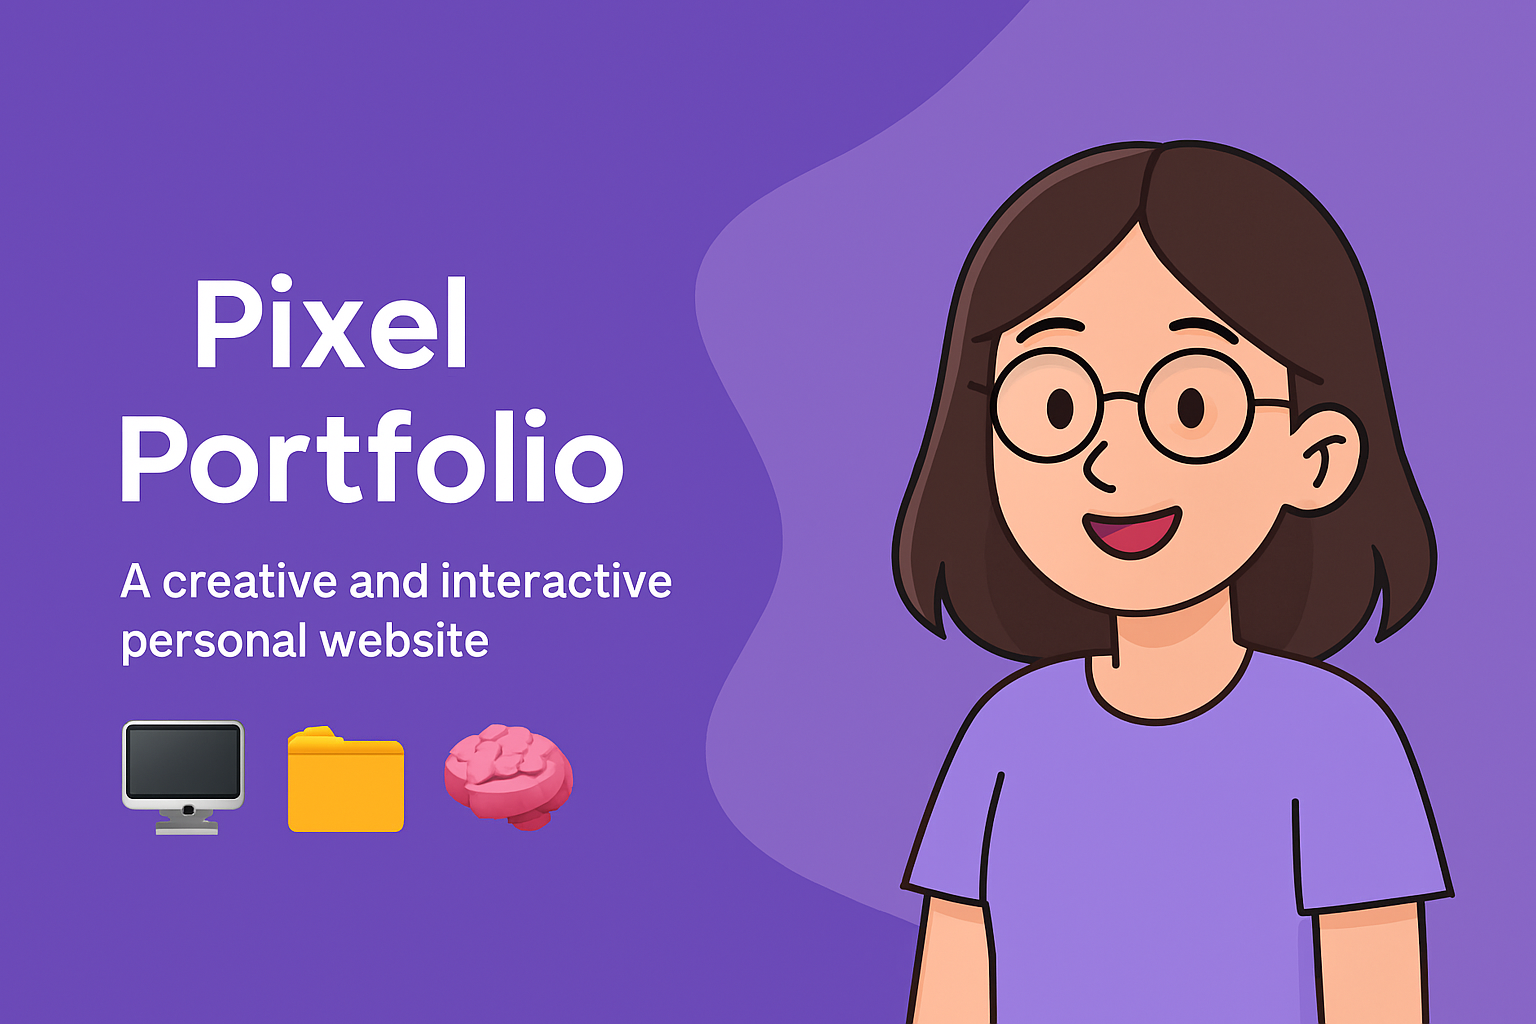 Pixel
Portfolio
A creative and interactive
personal website